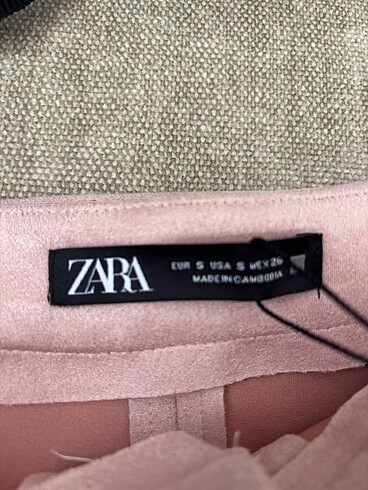 ZARA
EUR S USA S MEX 26
MADE IN CAMBODIA